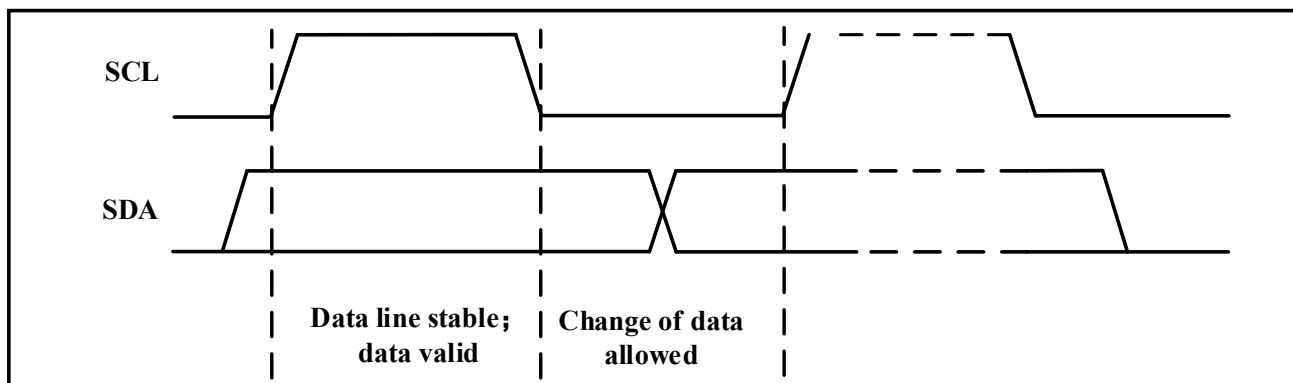 SCL
SDA
Data line stable；
data valid
Change of data
allowed